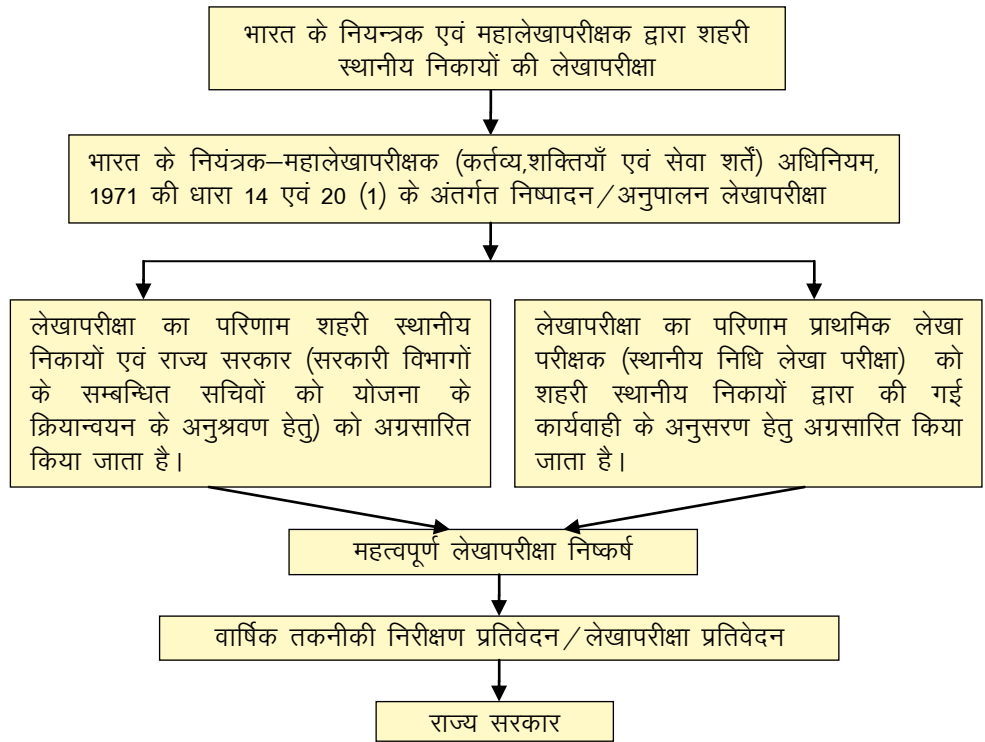 भारत के नियन्त्रक एवं महालेखापरीक्षक द्वारा शहरी
स्थानीय निकायों की लेखापरीक्षा
भारत के नियंत्रक–महालेखापरीक्षक (कर्तव्य,शक्तियाँ एवं सेवा शर्तें) अधिनियम,
1971 की धारा 14 एवं 20 (1) के अंतर्गत निष्पादन/अनुपालन लेखापरीक्षा
लेखापरीक्षा का परिणाम शहरी स्थानीय
निकायों एवं राज्य सरकार (सरकारी विभागों
के सम्बन्धित सचिवों को योजना के
क्रियान्वयन के अनुश्रवण हेतु) को अग्रसारित
किया जाता है।
लेखापरीक्षा का परिणाम प्राथमिक लेखा
परीक्षक (स्थानीय निधि लेखा परीक्षा) को
शहरी स्थानीय निकायों द्वारा की गई
कार्यवाही के अनुसरण हेतु अग्रसारित किया
जाता है।
महत्वपूर्ण लेखापरीक्षा निष्कर्ष
वार्षिक तकनीकी निरीक्षण प्रतिवेदन/लेखापरीक्षा प्रतिवेदन
राज्य सरकार